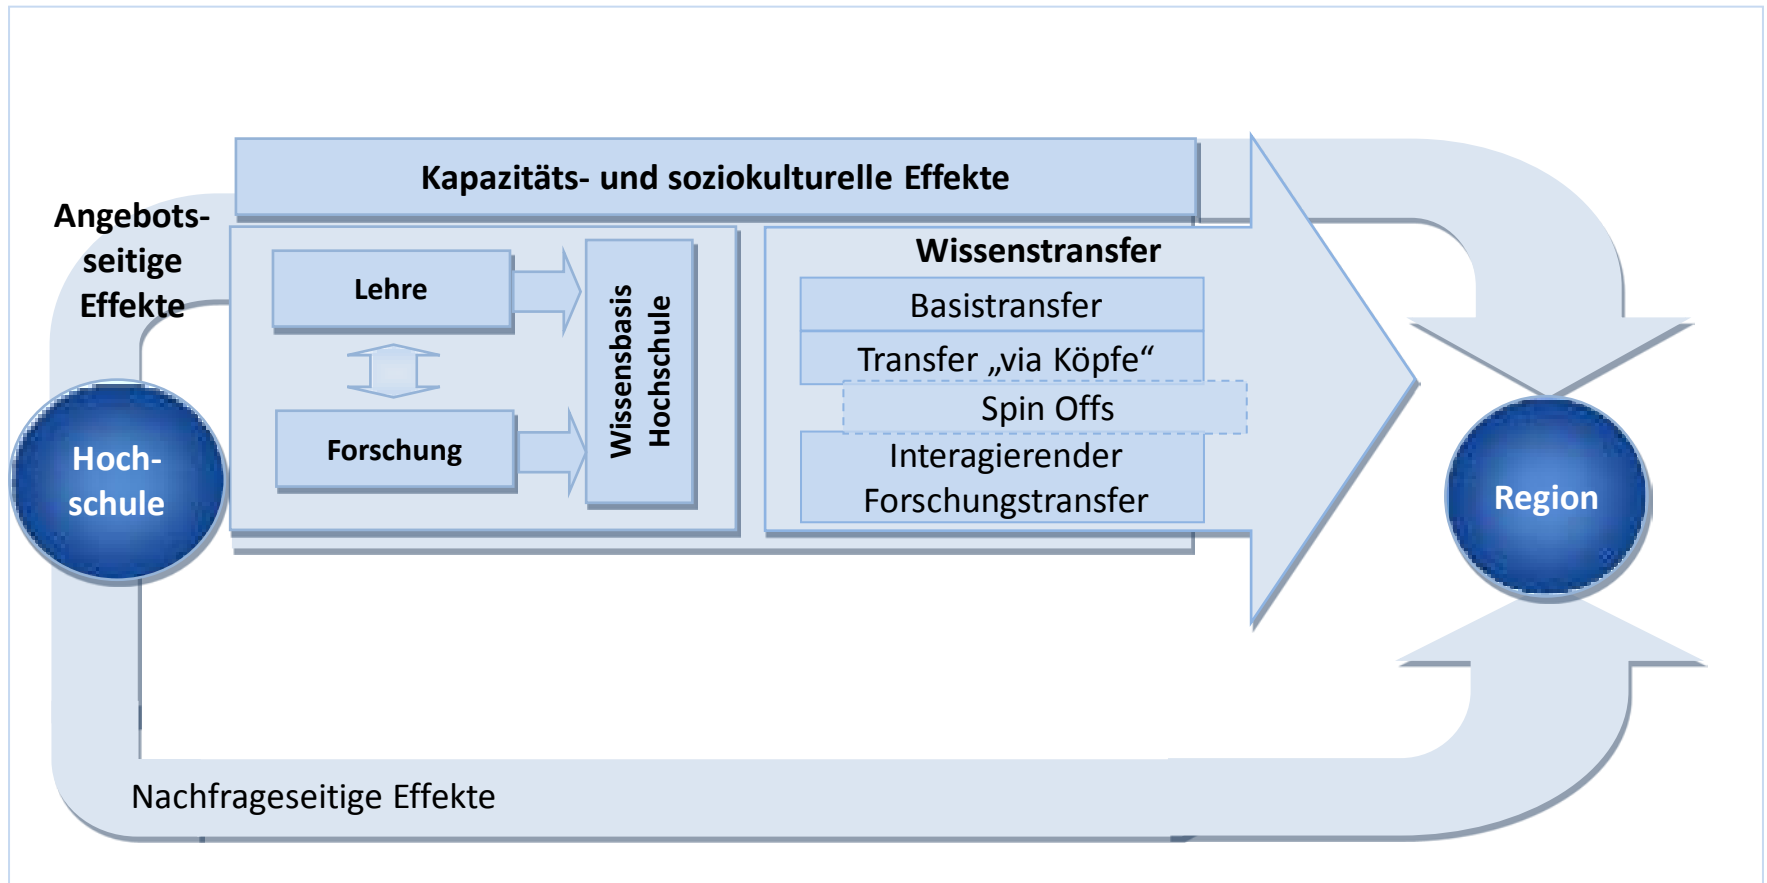 Kapazitäts- und soziokulturelle Effekte
Angebots-
seitige
Effekte
Lehre
Forschung
Wissensbasis
Hochschule
Wissenstransfer
Basistransfer
Transfer „via Köpfe“
Spin Offs
Interagierender
Forschungstransfer
Hoch-
schule
Region
Nachfrageseitige Effekte